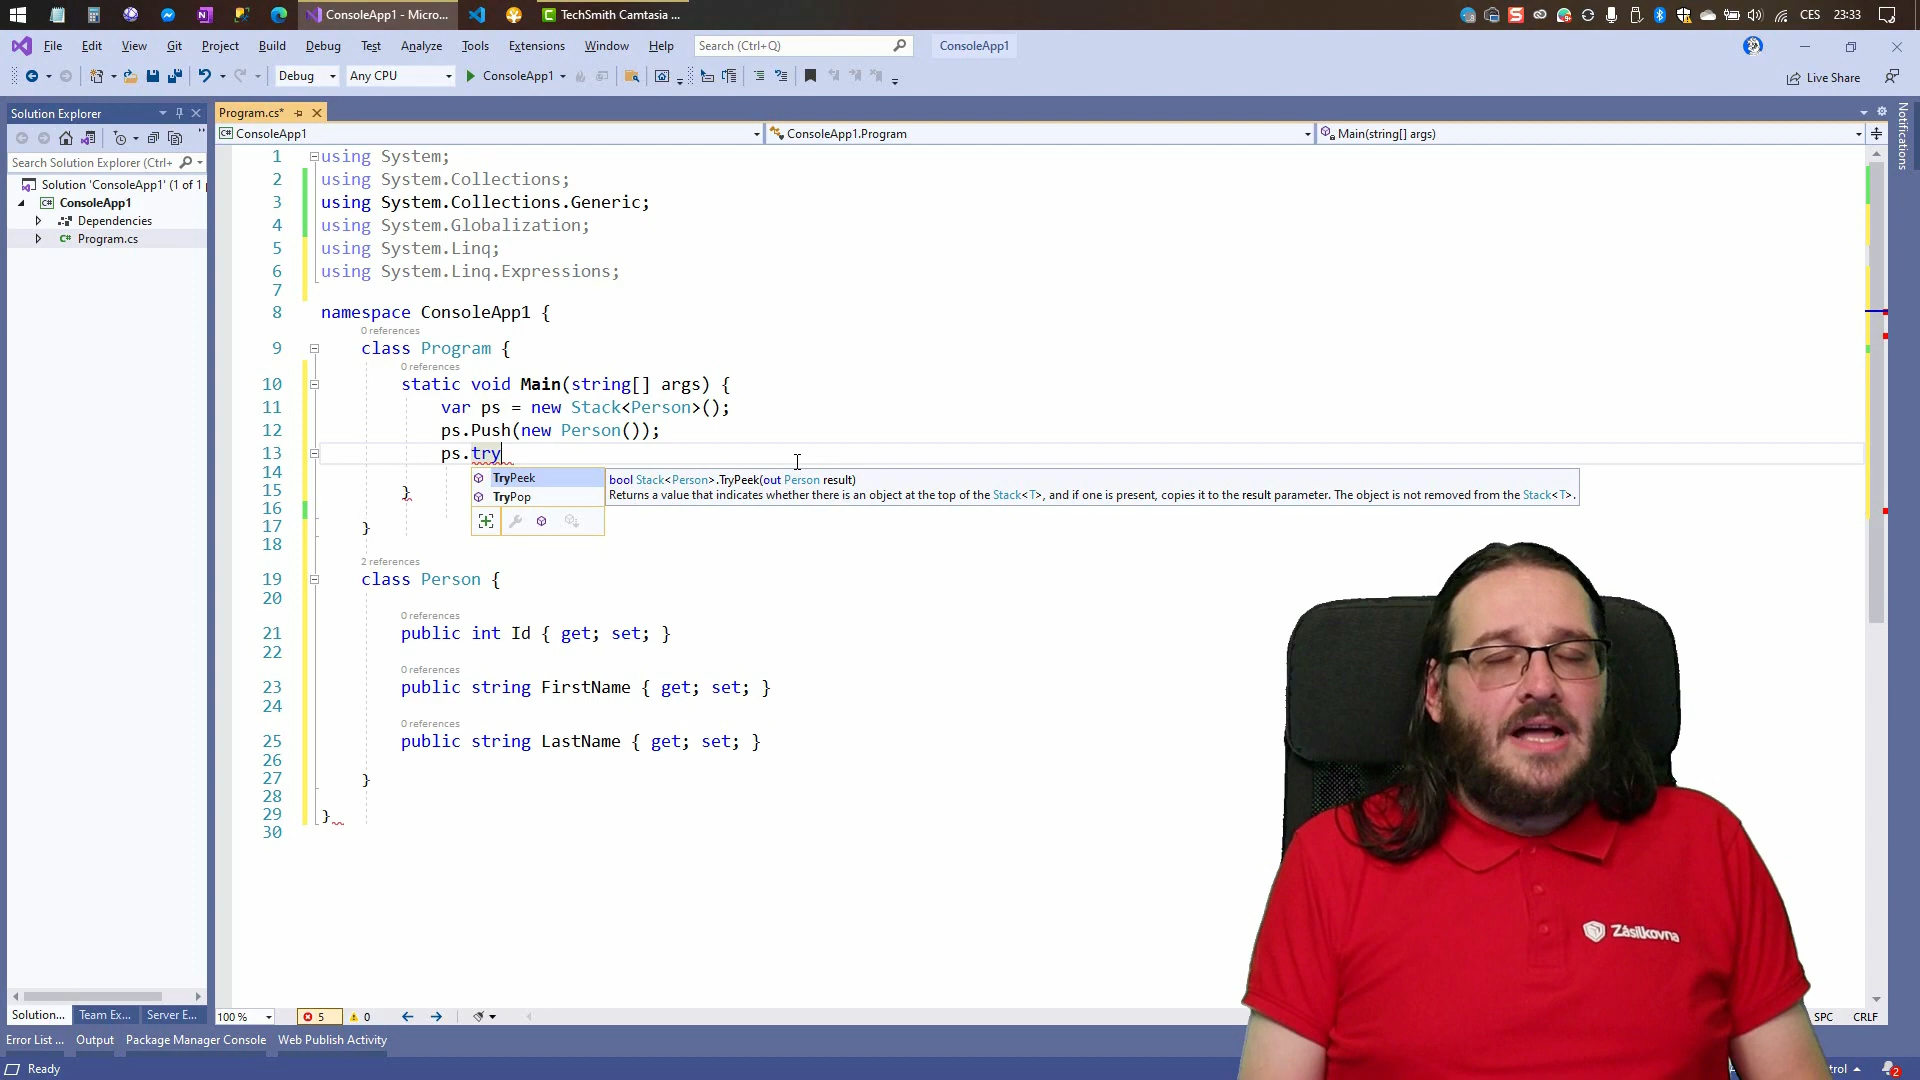 ConsoleApp1 - Micro...
TechSmith Camtasia ...
CES
23:33
File Edit View Git Project Build Debug Test Analyze Tools Extensions Window Help
Search (Ctrl+Q)
ConsoleApp1
Debug
Any CPU
ConsoleApp1
Live Share
Solution Explorer
Search Solution Explorer (Ctrl+
Solution 'ConsoleApp1' (1 of 1 p
ConsoleApp1
Dependencies
Program.cs
Program.cs*
ConsoleApp1
ConsoleApp1.Program
Main(string[] args)
Notifications
1 using System;
2 using System.Collections;
3 using System.Collections.Generic;
4 using System.Globalization;
5 using System.Linq;
6 using System.Linq.Expressions;
7
8 namespace ConsoleApp1 {
0 references
9 class Program {
0 references
10 static void Main(string[] args) {
11 var ps = new Stack<Person>();
12 ps.Push(new Person());
13 ps.try
14
15 }
16
17 }
18
TryPeek
TryPop
bool Stack<Person>.TryPeek(out Person result)
Returns a value that indicates whether there is an object at the top of the Stack<T>, and if one is present, copies it to the result parameter. The object is not removed from the Stack<T>.
2 references
19 class Person {
20
0 references
21 public int Id { get; set; }
22
0 references
23 public string FirstName { get; set; }
24
0 references
25 public string LastName { get; set; }
26
27 }
28
29 }
30
Zásilkovna
Solution... Team Ex... Server E...
100 %
5
0
SPC
CRLF
Error List ... Output Package Manager Console Web Publish Activity
Ready
2